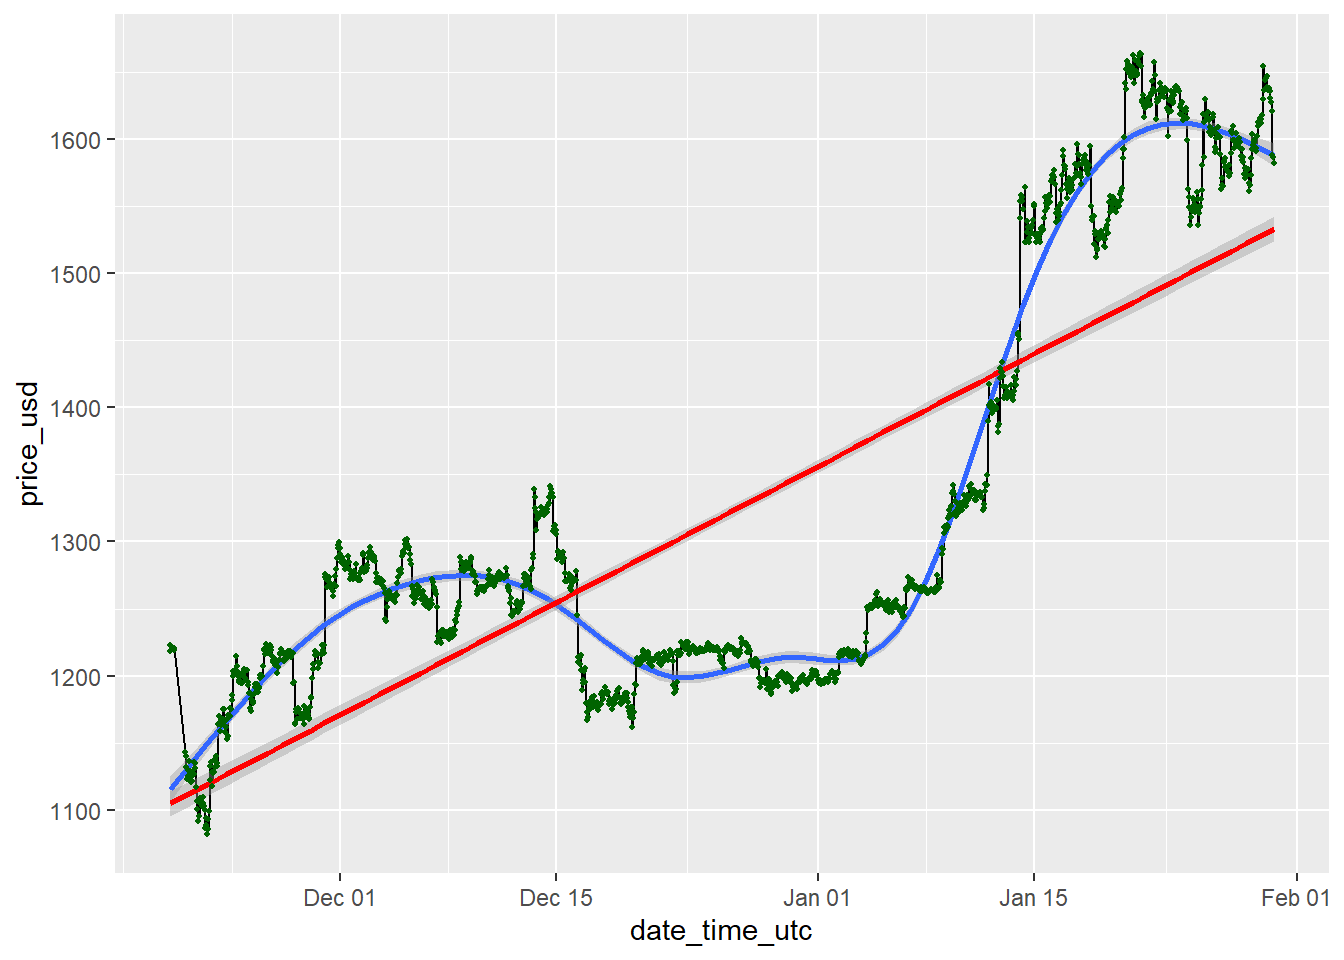 1600
1500
1400
1300
1200
1100
price_usd
Dec 01
Dec 15
Jan 01
Jan 15
Feb 01
date_time_utc